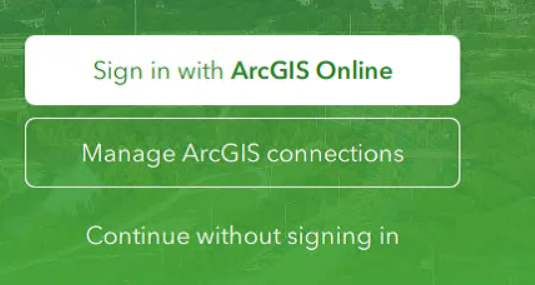 Sign in with ArcGIS Online
Manage ArcGIS connections
Continue without signing in